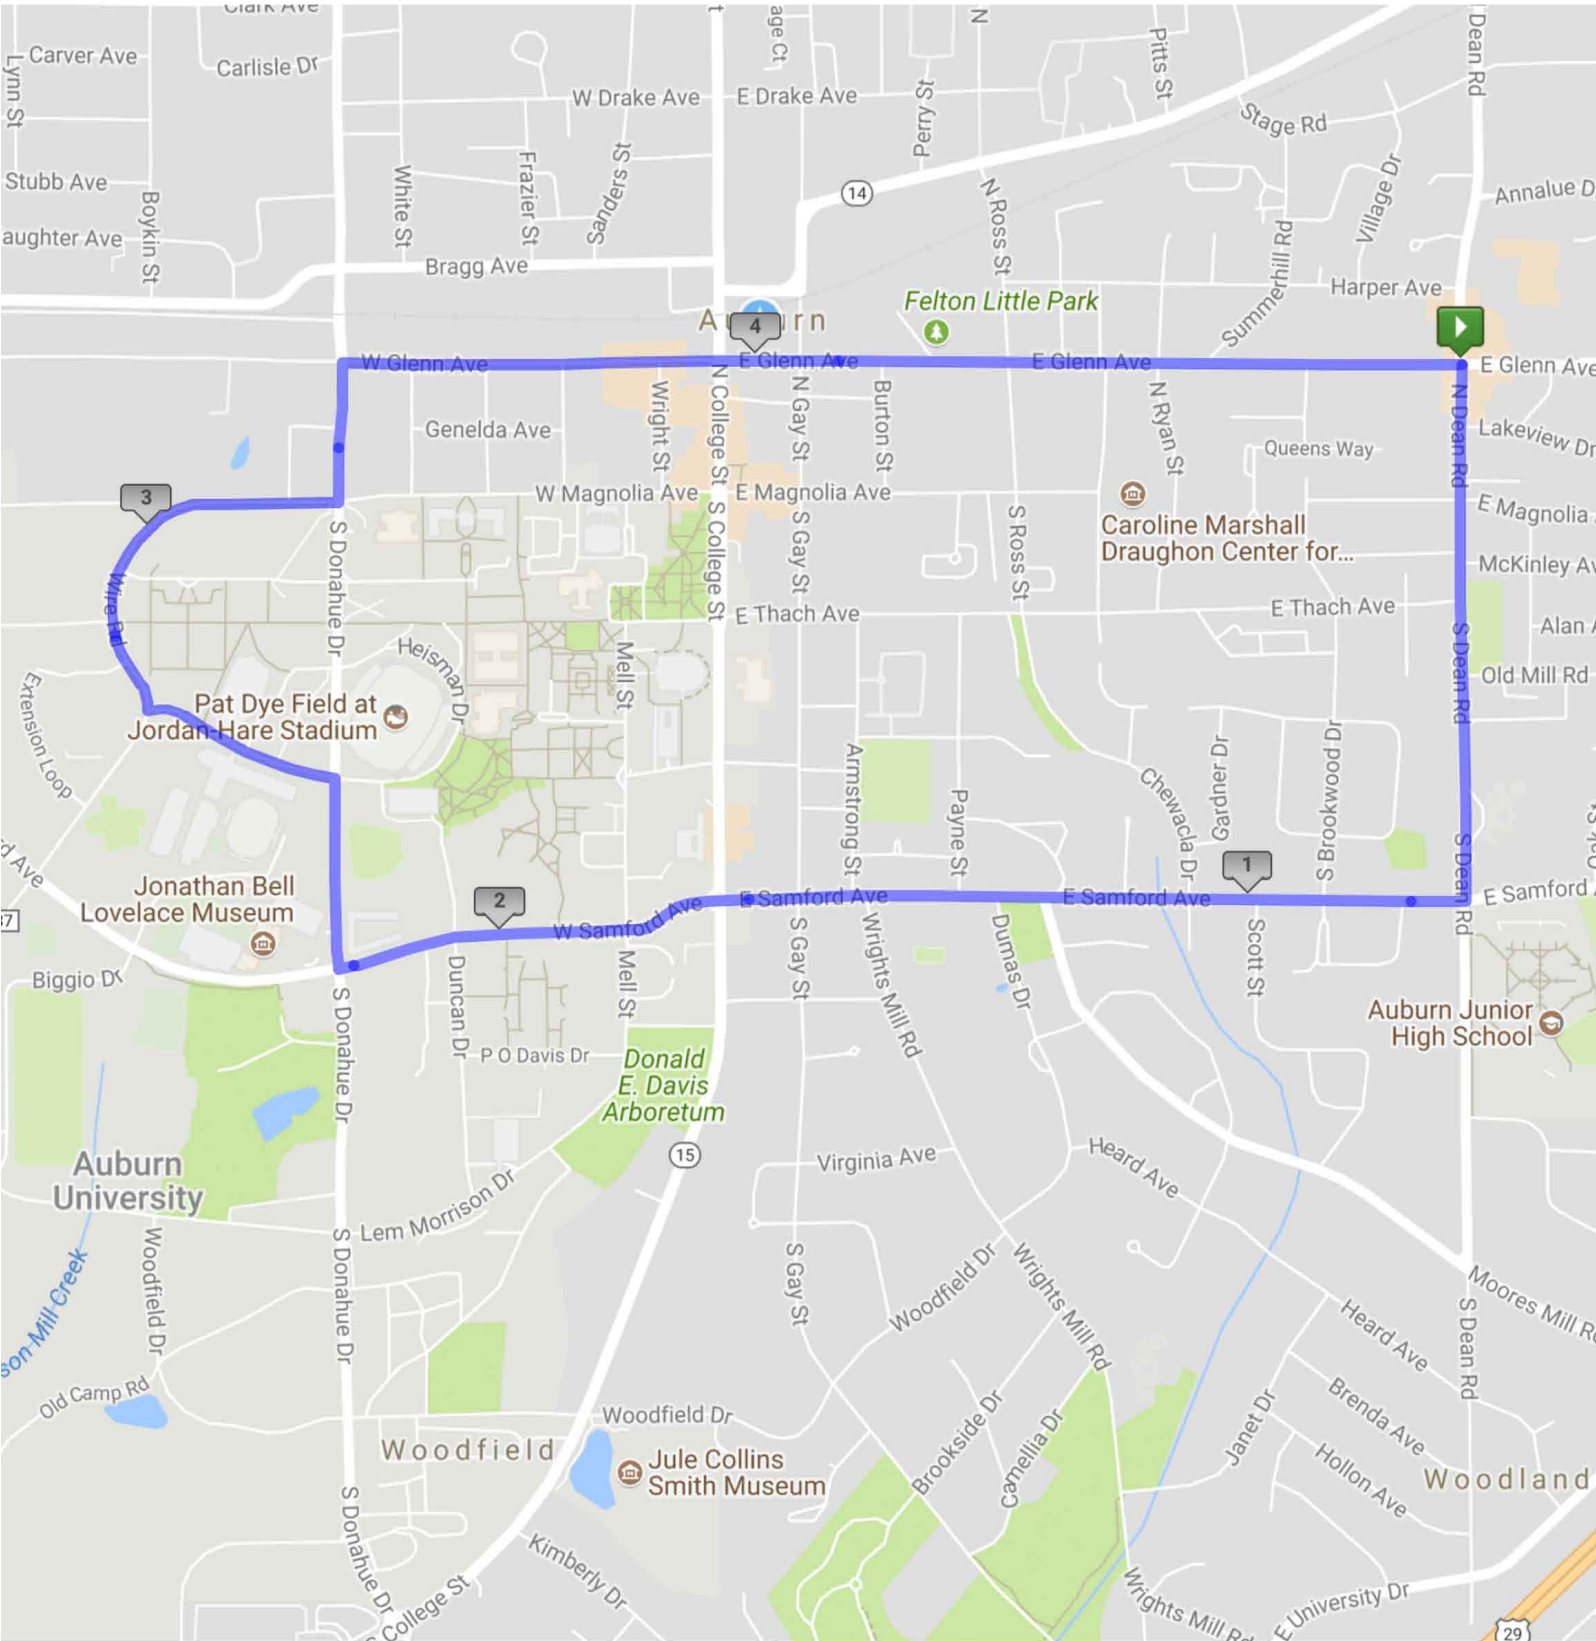 Clark Ave
Carver Ave
Carlisle Dr
Lynn St
W Drake Ave
E Drake Ave
Perry St
N
Pitts St
Dean Rd
Stage Rd
Stubb Ave
Boykin St
White St
Frazier St
Sanders St
14
N Ross St
Village Dr
Annalue D
aughter Ave
Bragg Ave
Summerhill Rd
Harper Ave
Felton Little Park
4
W Glenn Ave
E Glenn Ave
E Glenn Ave
E Glenn Ave
Genelda Ave
Wright St
N College St
N Gay St
Burton St
N Ryan St
N Dean Rd
Queens Way
Lakeview Dr
3
W Magnolia Ave
E Magnolia Ave
E Magnolia
S Donahue Dr
S College St
S Gay St
S Ross St
Caroline Marshall
Draughon Center for...
McKinley Av
Wire Rd
E Thach Ave
E Thach Ave
Alan
Heisman Dr
Mell St
S Dean Rd
Old Mill Rd
Extension Loop
Pat Dye Field at
Jordan-Hare Stadium
Armstrong St
Payne St
Chewacla Dr
Gardner Dr
S Brookwood Dr
S Dean Rd
d Ave
Jonathan Bell
Lovelace Museum
2
1
W Samford Ave
E Samford Ave
E Samford Ave
E Samford
Biggio Dr
S Donahue Dr
Duncan Dr
Mell St
S Gay St
Wrights Mill Rd
Dumas Dr
Scott St
Auburn Junior
High School
P O Davis Dr
Donald
E. Davis
Arboretum
15
Auburn
University
Virginia Ave
Heard Ave
Lem Morrison Dr
Woodfield Dr
S Donahue Dr
S Gay St
Woodfield Dr
Wrights Mill Rd
son Mill Creek
Moores Mill R
Heard Ave
S Dean Rd
Old Camp Rd
Woodfield Dr
Woodfield
Jule Collins
Smith Museum
Brookside Dr
Camellia Dr
Janet Dr
Brenda Ave
Hollon Ave
Woodland
S Donahue Dr
Kimberly Dr
S College St
Wrights Mill Rd
E University Dr
29